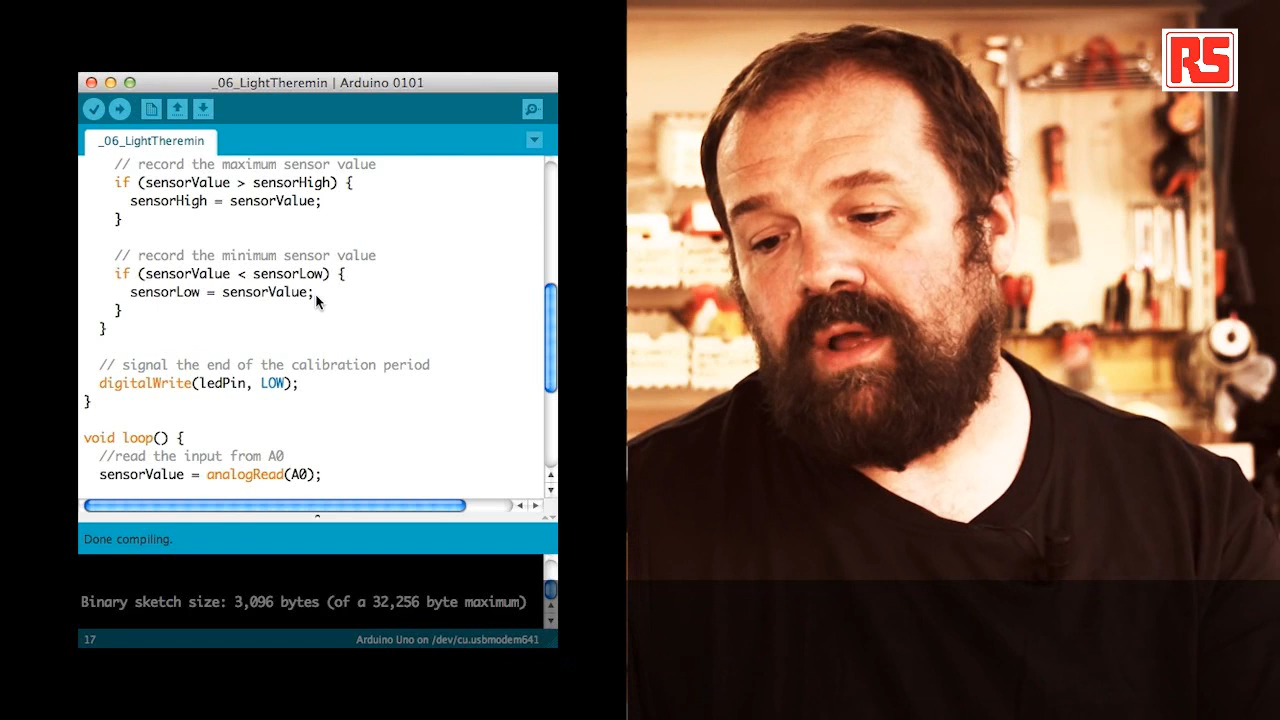 RS
_06_LightTheremin | Arduino 0101
_06_LightTheremin
// record the maximum sensor value
if (sensorValue > sensorHigh) {
sensorHigh = sensorValue;
}
// record the minimum sensor value
if (sensorValue < sensorLow) {
sensorLow = sensorValue;
}
}
// signal the end of the calibration period
digitalWrite(ledPin, LOW);
}
void loop() {
//read the input from A0
sensorValue = analogRead(A0);
Done compiling.
Binary sketch size: 3,096 bytes (of a 32,256 byte maximum)
17
Arduino Uno on /dev/cu.usbmodem641